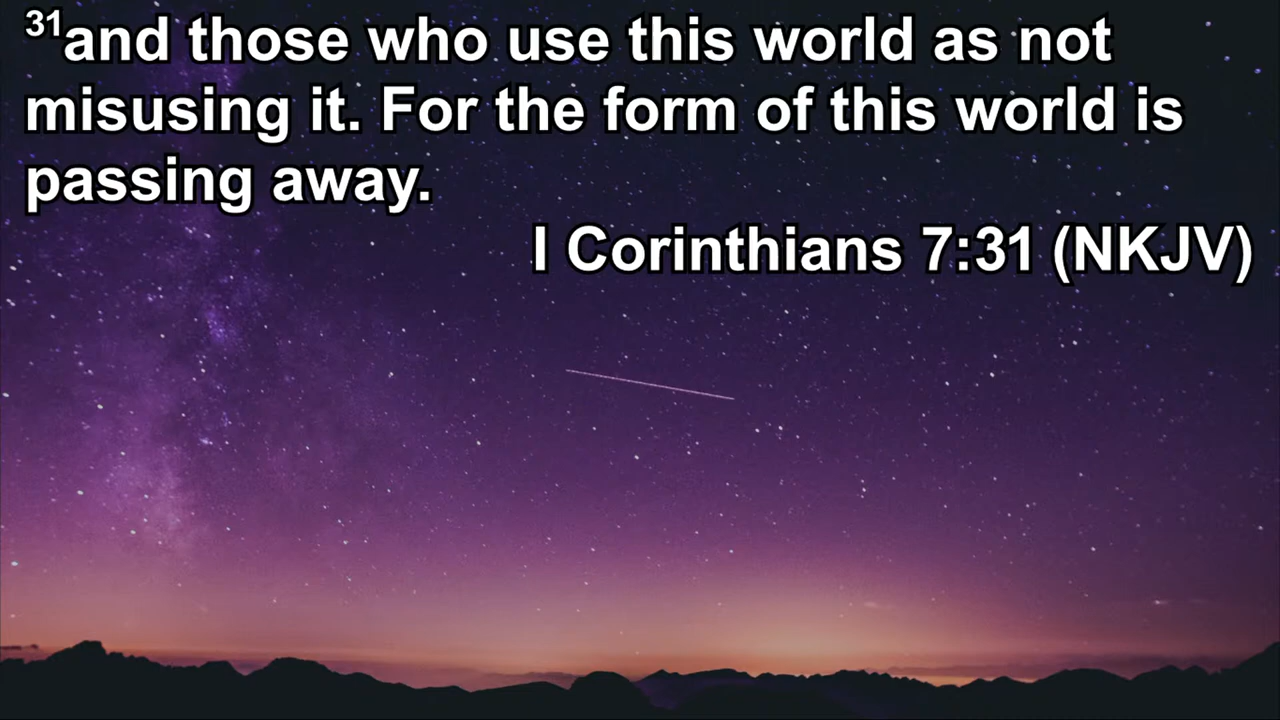 31and those who use this world as not
misusing it. For the form of this world is
passing away.
I Corinthians 7:31 (NKJV)